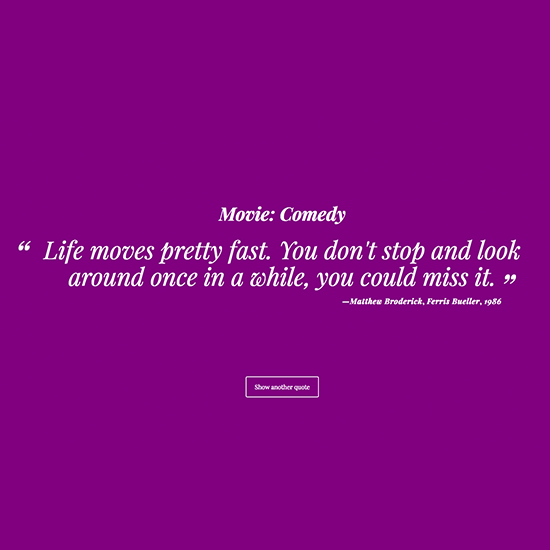 Movie: Comedy
“ Life moves pretty fast. You don't stop and look
around once in a while, you could miss it. ”
—Matthew Broderick, Ferris Bueller, 1986
Show another quote